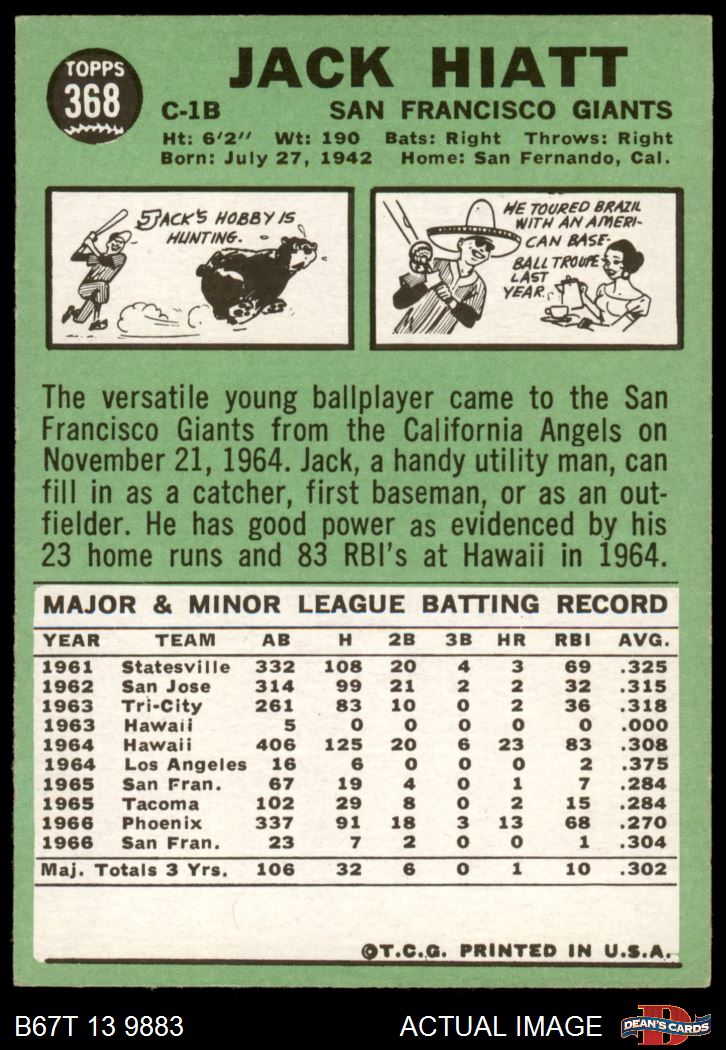 TOPPS
368
JACK HIATT
C-1B SAN FRANCISCO GIANTS
Ht: 6'2" Wt: 190 Bats: Right Throws: Right
Born: July 27, 1942 Home: San Fernando, Cal.
JACK'S HOBBY IS
HUNTING.
HE TOURED BRAZIL
WITH AN AMERI-
CAN BASE-
BALL TROUPE
LAST
YEAR.
The versatile young ballplayer came to the San
Francisco Giants from the California Angels on
November 21, 1964. Jack, a handy utility man, can
fill in as a catcher, first baseman, or as an out-
fielder. He has good power as evidenced by his
23 home runs and 83 RBI's at Hawaii in 1964.
MAJOR & MINOR LEAGUE BATTING RECORD
YEAR TEAM AB H 2B 3B HR RBI AVG.
1961 Statesville 332 108 20 4 3 69 .325
1962 San Jose 314 99 21 2 2 32 .315
1963 Tri-City 261 83 10 0 2 36 .318
1963 Hawaii 5 0 0 0 0 0 .000
1964 Hawaii 406 125 20 6 23 83 .308
1964 Los Angeles 16 6 0 0 0 2 .375
1965 San Fran. 67 19 4 0 1 7 .284
1965 Tacoma 102 29 8 0 2 15 .284
1966 Phoenix 337 91 18 3 13 68 .270
1966 San Fran. 23 7 2 0 0 1 .304
Maj. Totals 3 Yrs. 106 32 6 0 1 10 .302
©T.C.G. PRINTED IN U.S.A.
B67T 13 9883 ACTUAL IMAGE
D
DEAN'S CARDS